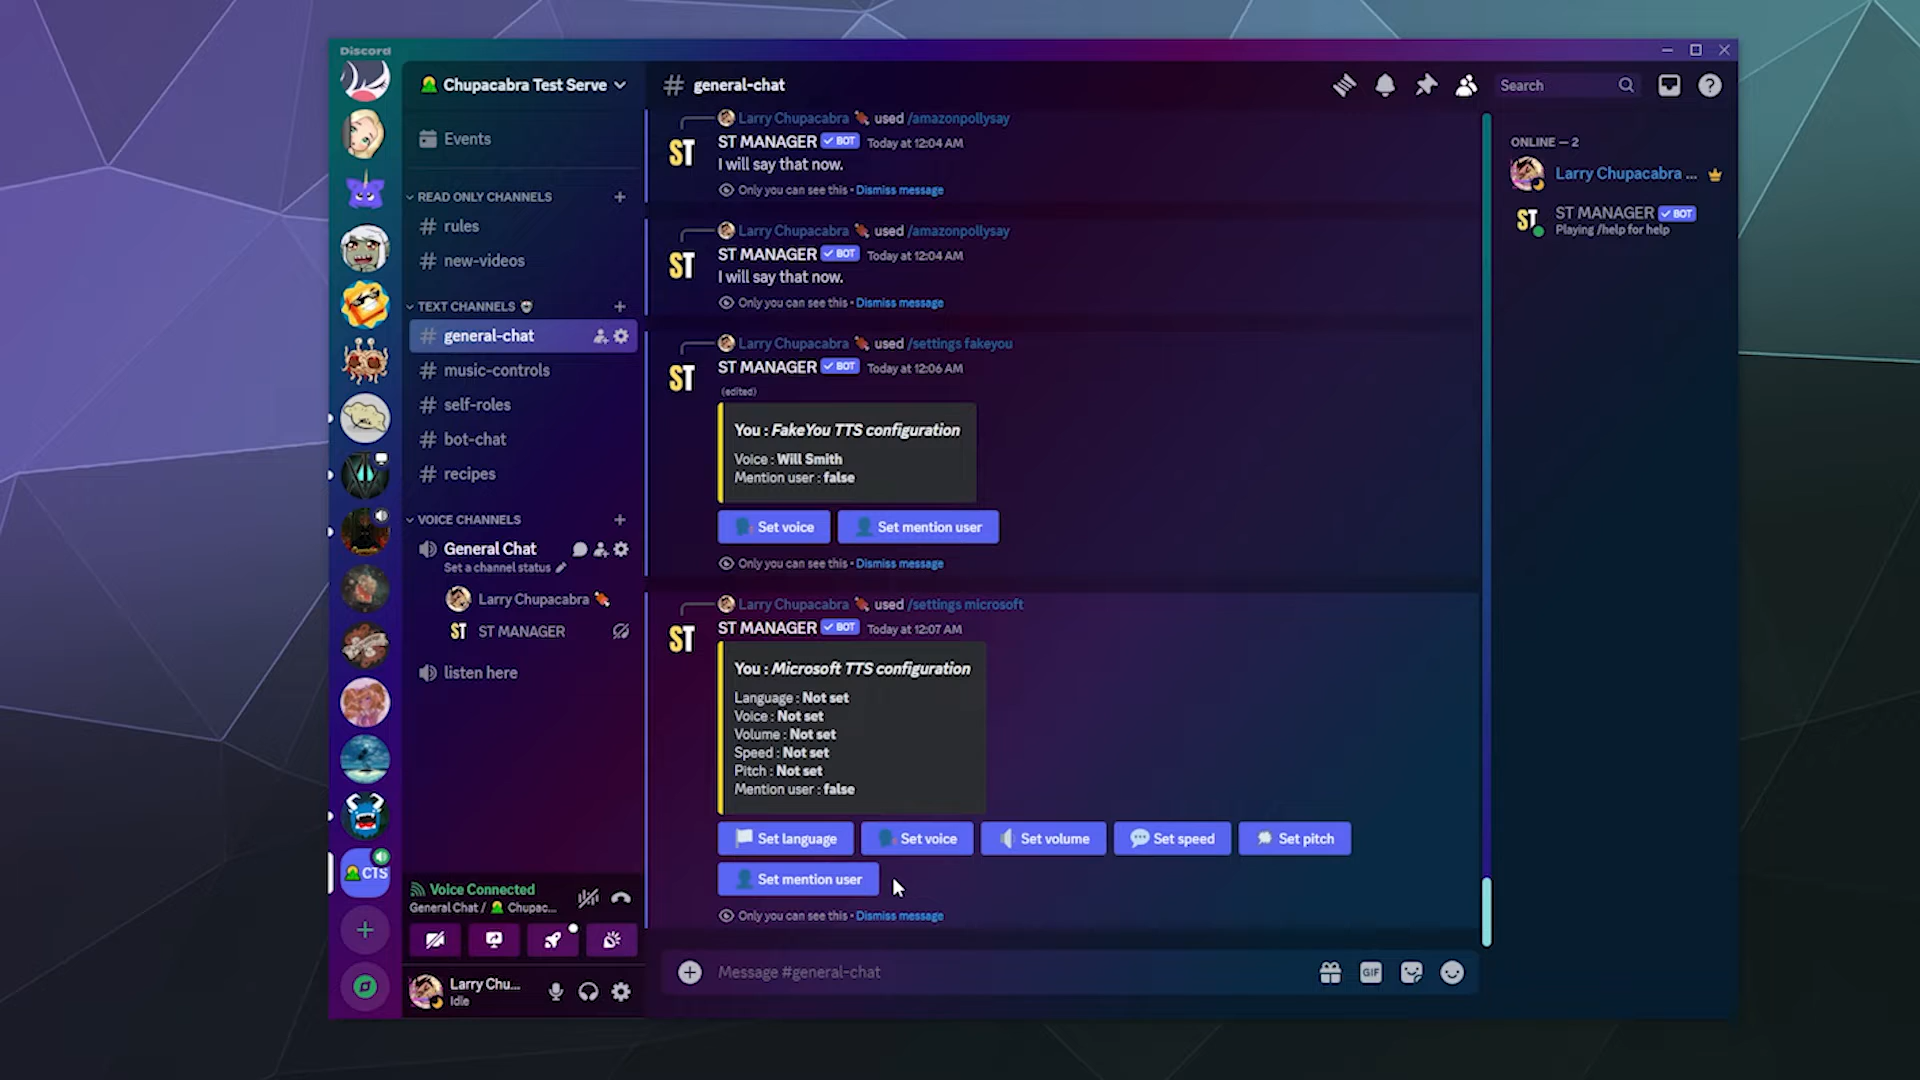 Discord
Chupacabra Test Serve
Events
READ ONLY CHANNELS
rules
new-videos
TEXT CHANNELS
general-chat
music-controls
self-roles
bot-chat
recipes
VOICE CHANNELS
General Chat
Set a channel status
Larry Chupacabra
ST MANAGER
listen here
CTS
Voice Connected
General Chat / Chupac...
Larry Chu...
Idle
# general-chat
Search
Larry Chupacabra used /amazonpollysay
ST
ST MANAGER BOT Today at 12:04 AM
I will say that now.
Only you can see this • Dismiss message
Larry Chupacabra used /amazonpollysay
ST
ST MANAGER BOT Today at 12:04 AM
I will say that now.
Only you can see this • Dismiss message
Larry Chupacabra used /settings fakeyou
ST
ST MANAGER BOT Today at 12:06 AM
(edited)
You : FakeYou TTS configuration
Voice : Will Smith
Mention user : false
Set voice
Set mention user
Only you can see this • Dismiss message
Larry Chupacabra used /settings microsoft
ST
ST MANAGER BOT Today at 12:07 AM
You : Microsoft TTS configuration
Language : Not set
Voice : Not set
Volume : Not set
Speed : Not set
Pitch : Not set
Mention user : false
Set language
Set voice
Set volume
Set speed
Set pitch
Set mention user
Only you can see this • Dismiss message
Message #general-chat
GIF
ONLINE — 2
Larry Chupacabra ...
ST
ST MANAGER BOT
Playing /help for help